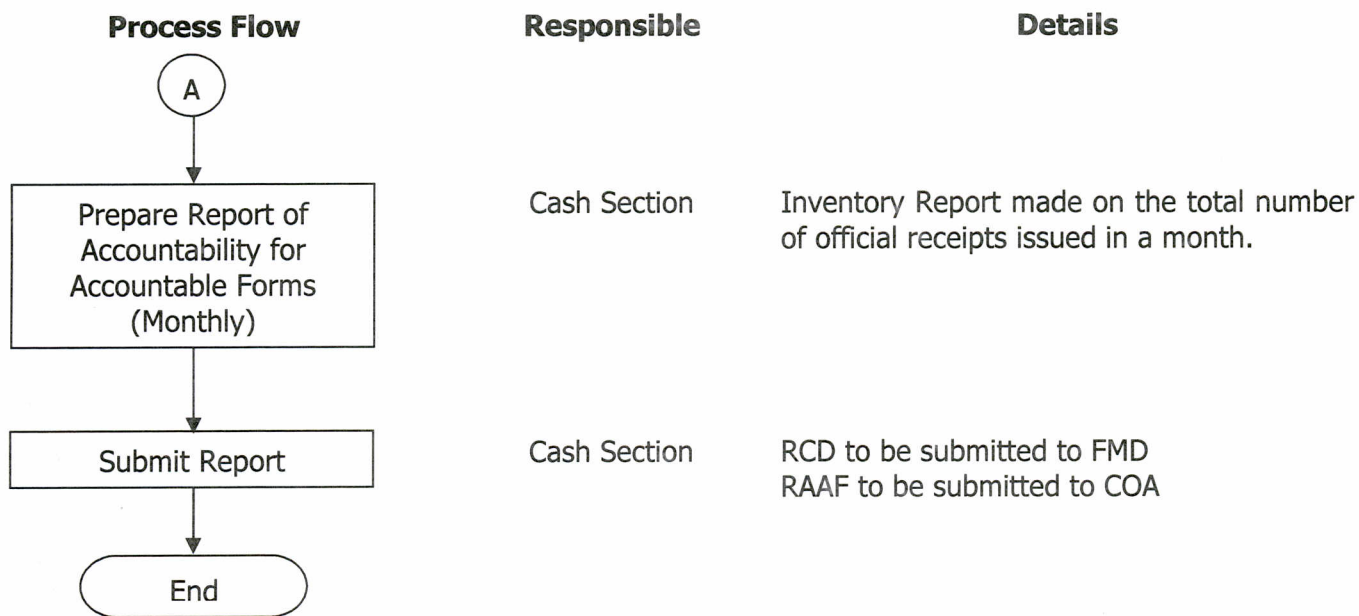 Process Flow Responsible Details
A
Prepare Report of Cash Section Inventory Report made on the total number
Accountability for of official receipts issued in a month.
Accountable Forms
(Monthly)
Submit Report Cash Section RCD to be submitted to FMD
RAAF to be submitted to COA
End